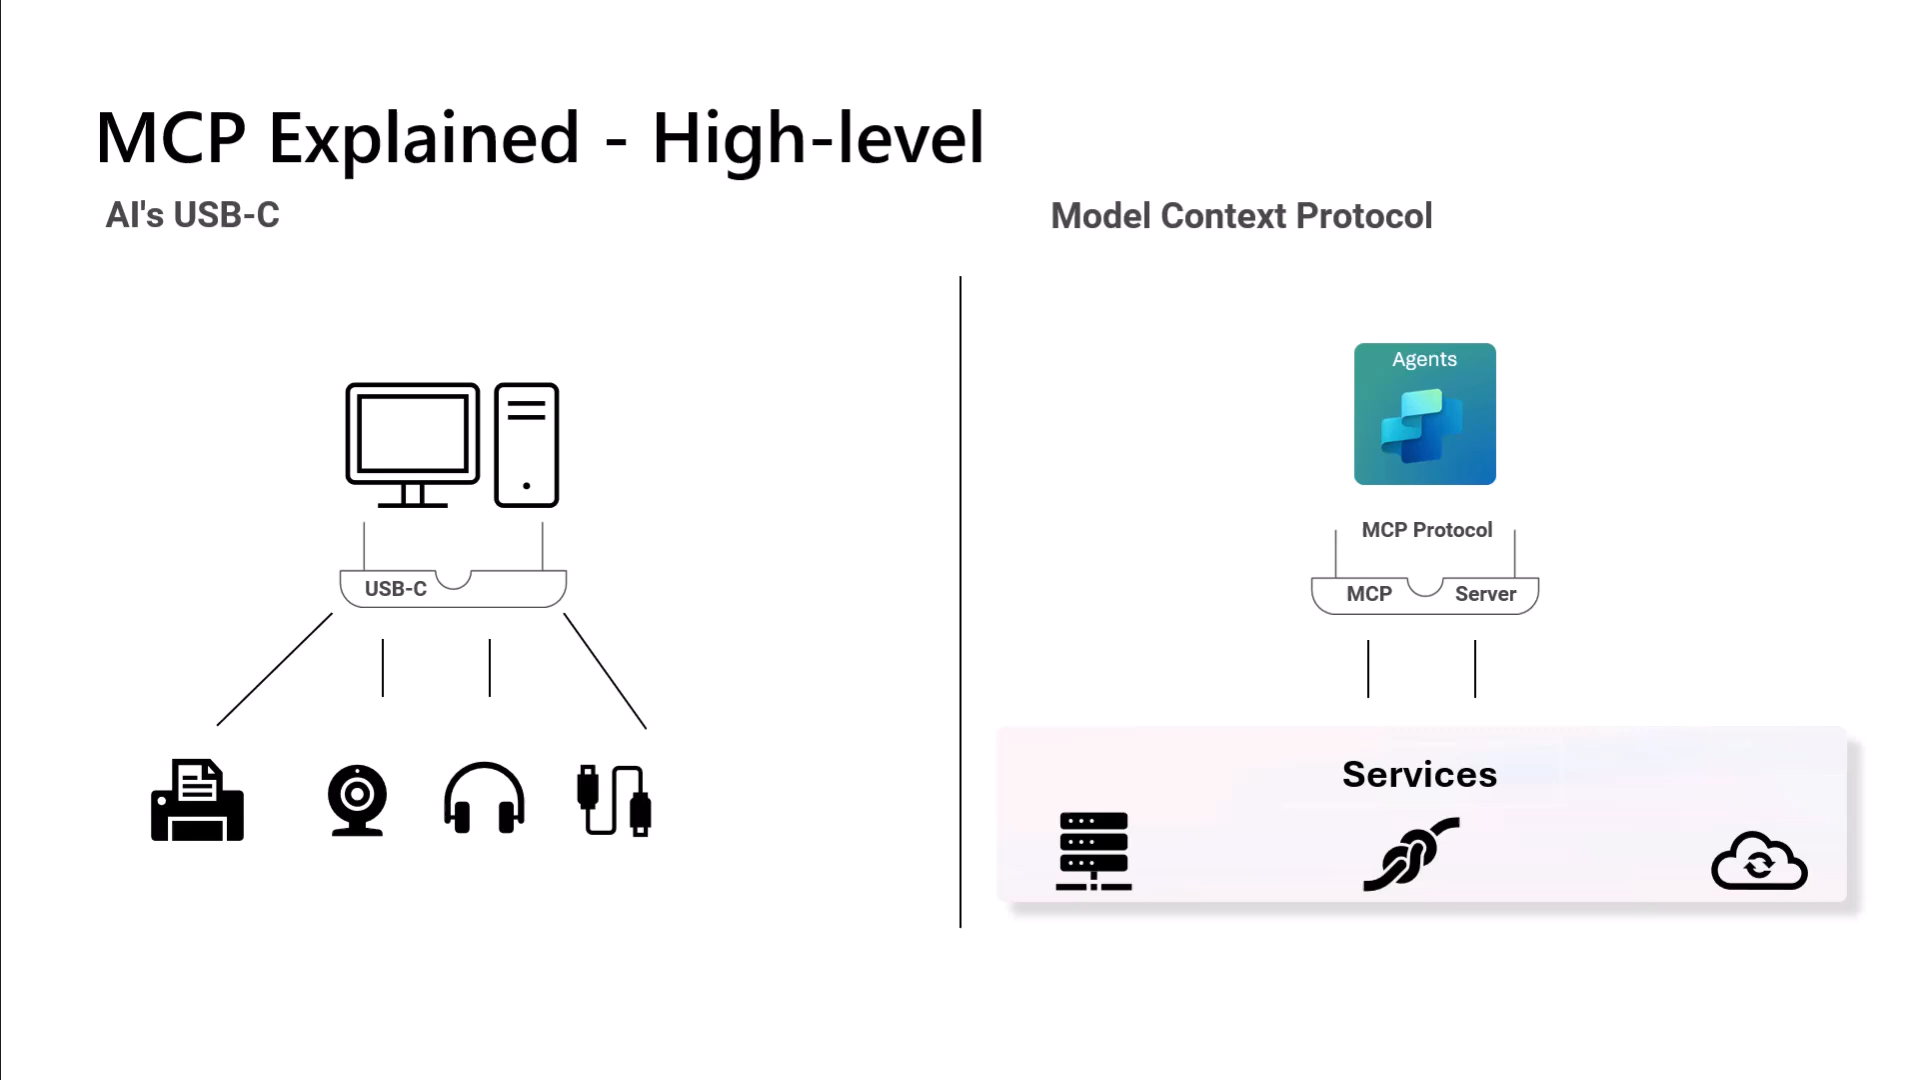 MCP Explained - High-level
AI's USB-C
USB-C
Model Context Protocol
Agents
MCP Protocol
MCP Server
Services